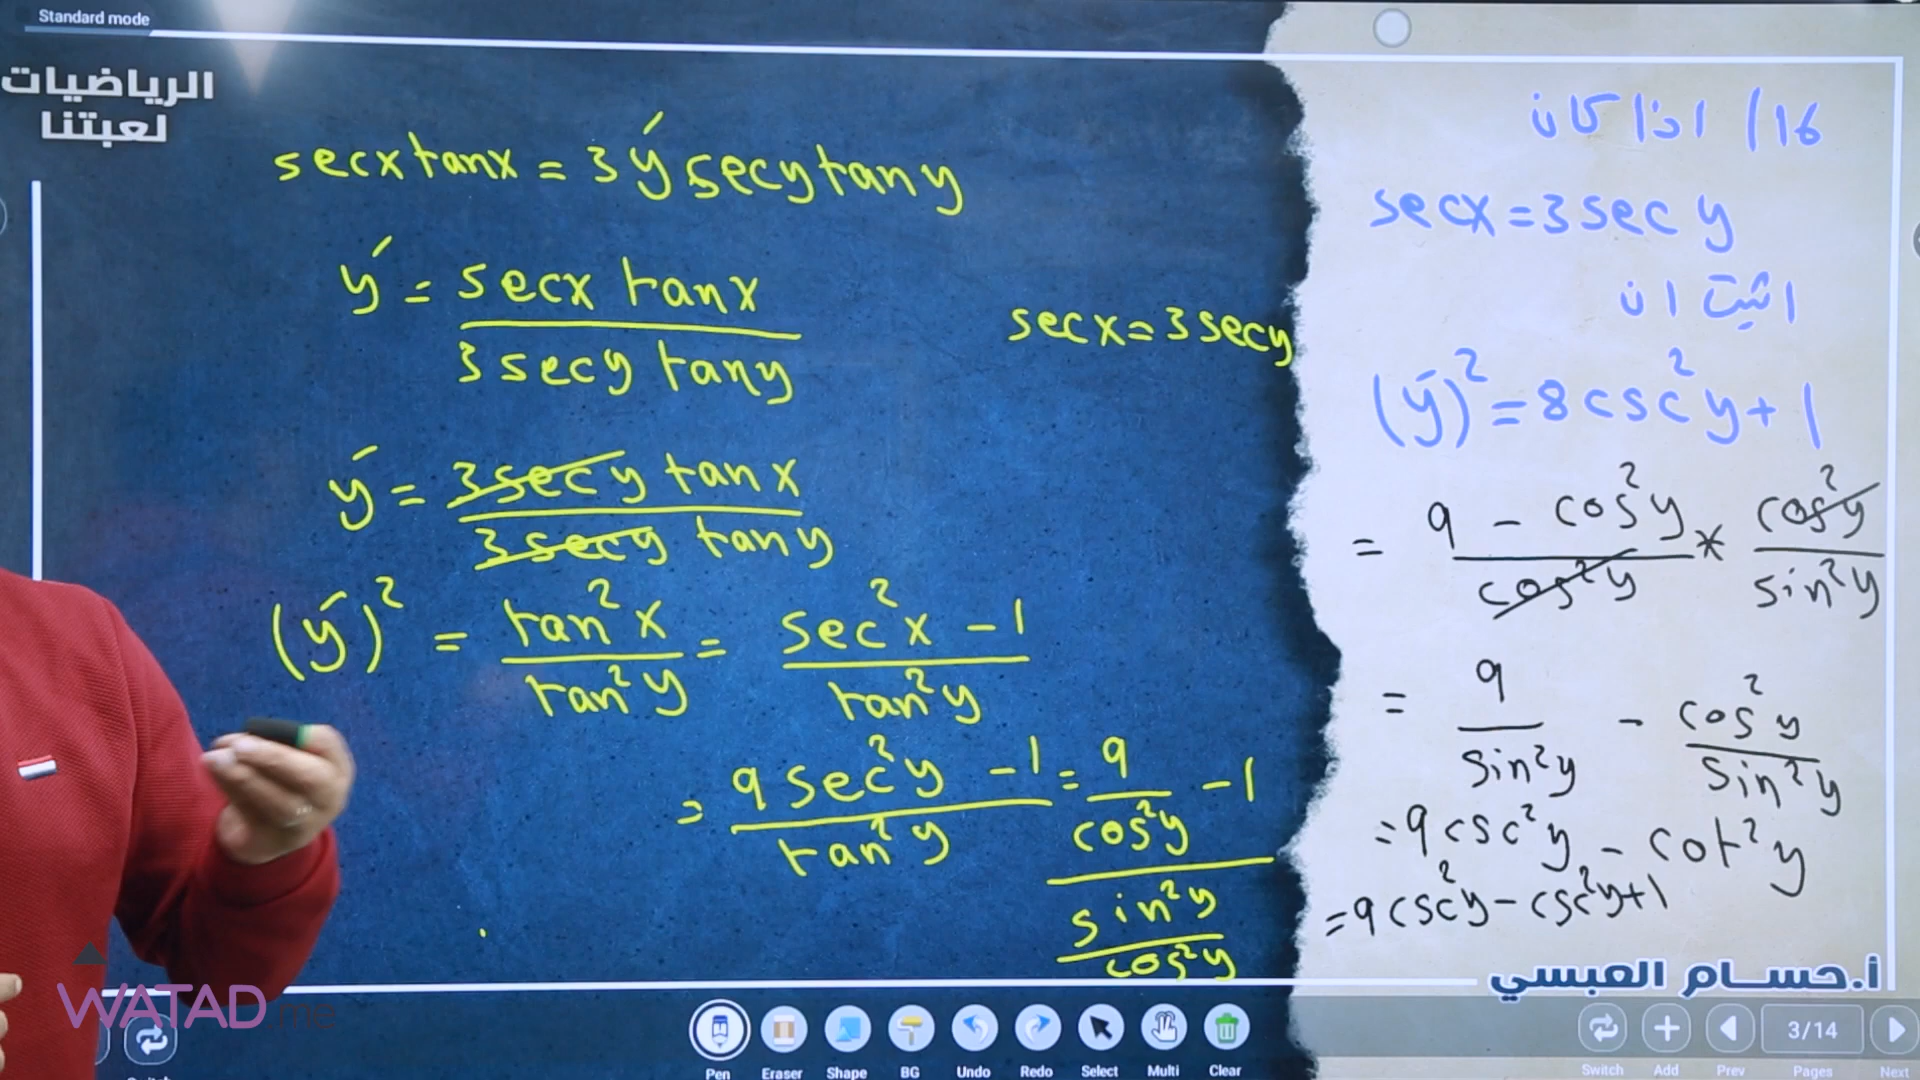 Standard mode
الرياضيات
لعبتنا
secx tanx = 3 y' secy tany
y' = secx tanx / 3 secy tany
secx = 3 secy
y' = 3secy tanx / 3secy tany
(y')² = tan²x / tan²y = sec²x - 1 / tan²y
= 9 sec²y - 1 / tan²y = 9 / cos²y - 1 / sin²y / cos²y
16/ اذا كان
secx = 3 sec y
اثبت ان
(y')² = 8 csc²y + 1
= 9 - cos²y / cos²y * cos²y / sin²y
= 9 / sin²y - cos²y / sin²y
= 9 csc²y - cot²y
= 9 csc²y - csc²y + 1
أ.حسام العبسي
WATAD.me
Pen Eraser Shape BG Undo Redo Select Multi Clear
3/14
Switch Add Prev Pages Next